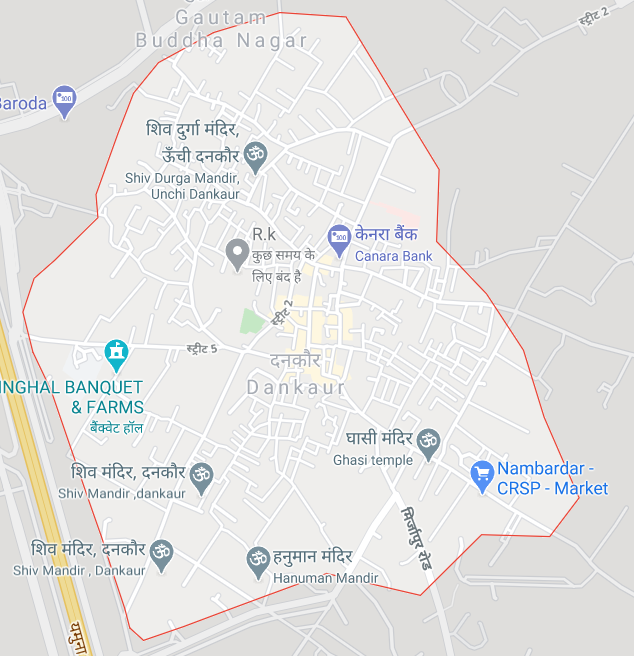 Gautam
Buddha Nagar
स्ट्रीट 2
Baroda
शिव दुर्गा मंदिर,
ऊँची दनकौर
Shiv Durga Mandir,
Unchi Dankaur
R.k
कुछ समय के
लिए बंद है
केनरा बैंक
Canara Bank
स्ट्रीट 2
स्ट्रीट 5
दनकौर
Dankaur
INGHAL BANQUET
& FARMS
बैंक्वेट हॉल
घासी मंदिर
Ghasi temple
शिव मंदिर, दनकौर
Shiv Mandir ,dankaur
Nambardar -
CRSP - Market
मिर्जापुर रोड
शिव मंदिर, दनकौर
Shiv Mandir , Dankaur
हनुमान मंदिर
Hanuman Mandir
यमुना